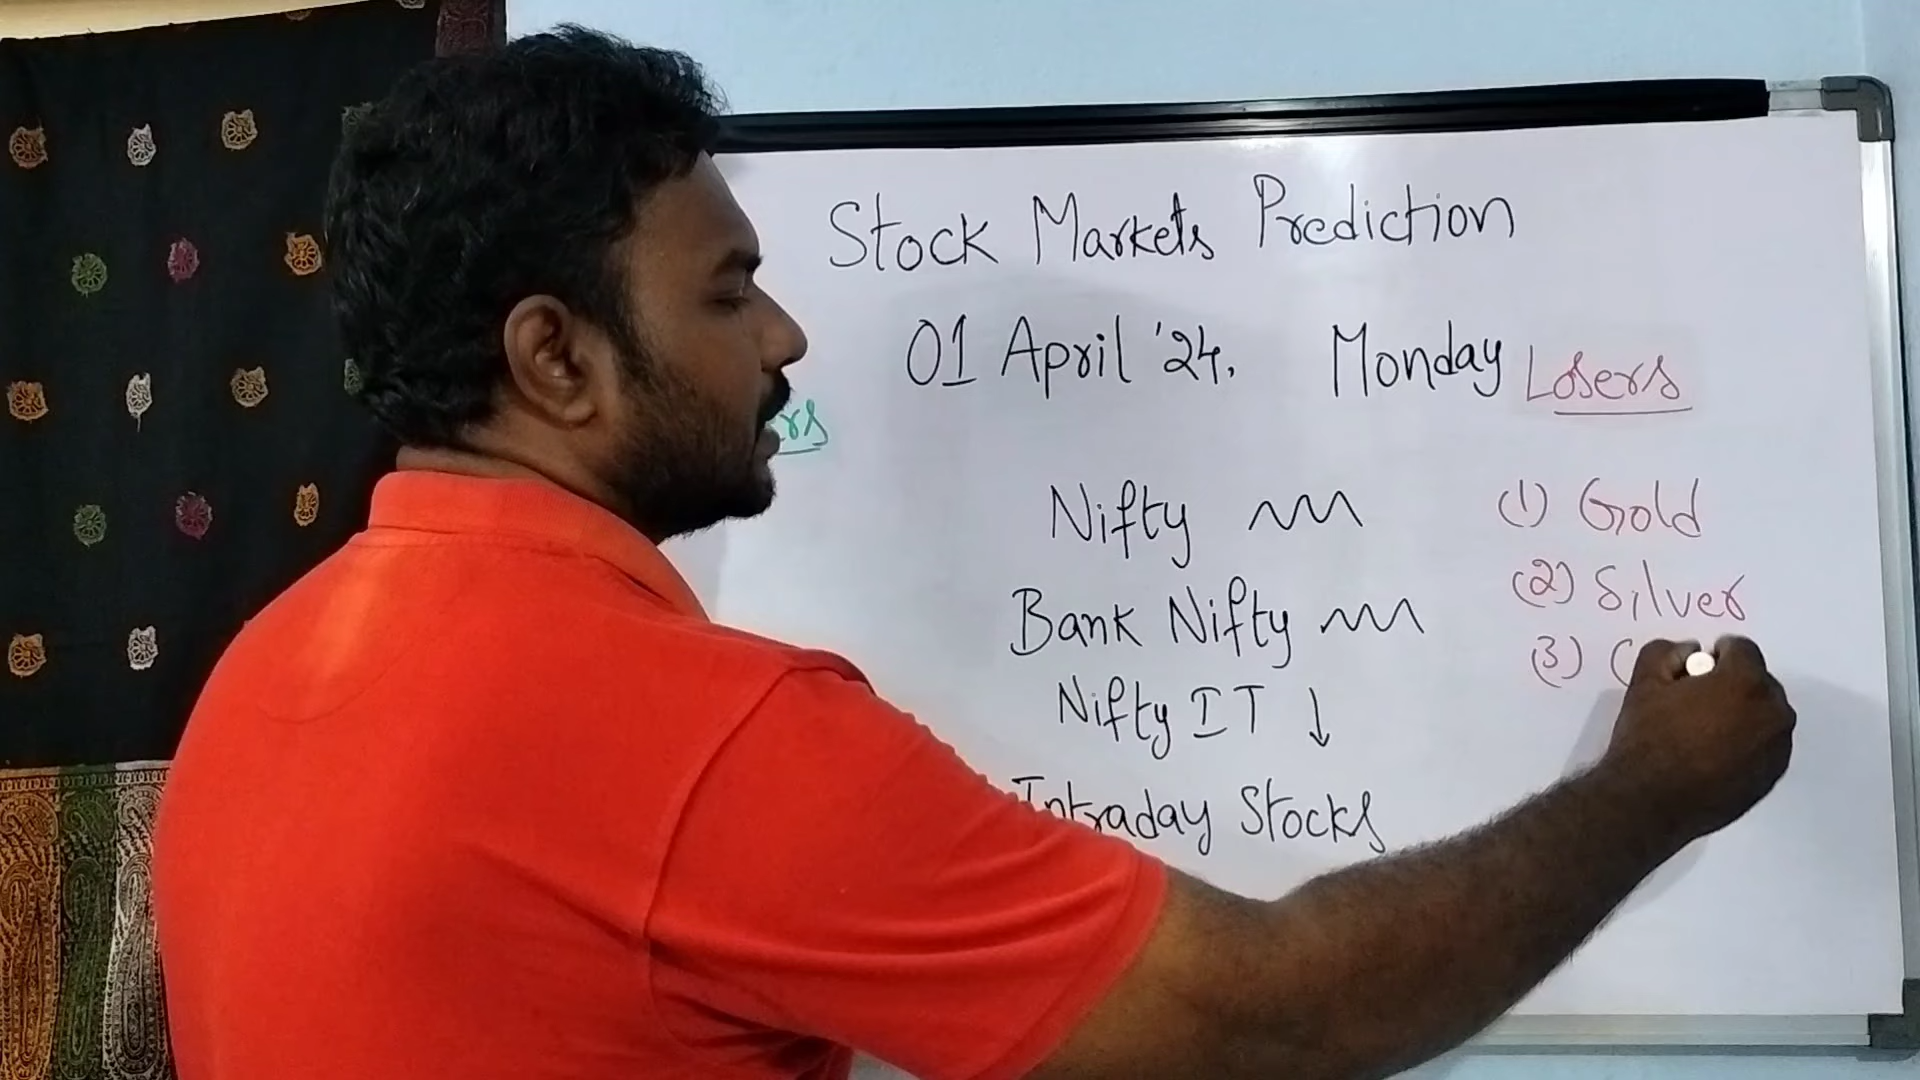 Stock Markets Prediction
01 April '24. Monday
Losers
Nifty
Bank Nifty
Nifty IT ↓
Intraday Stocks
(1) Gold
(2) Silver
(3) C